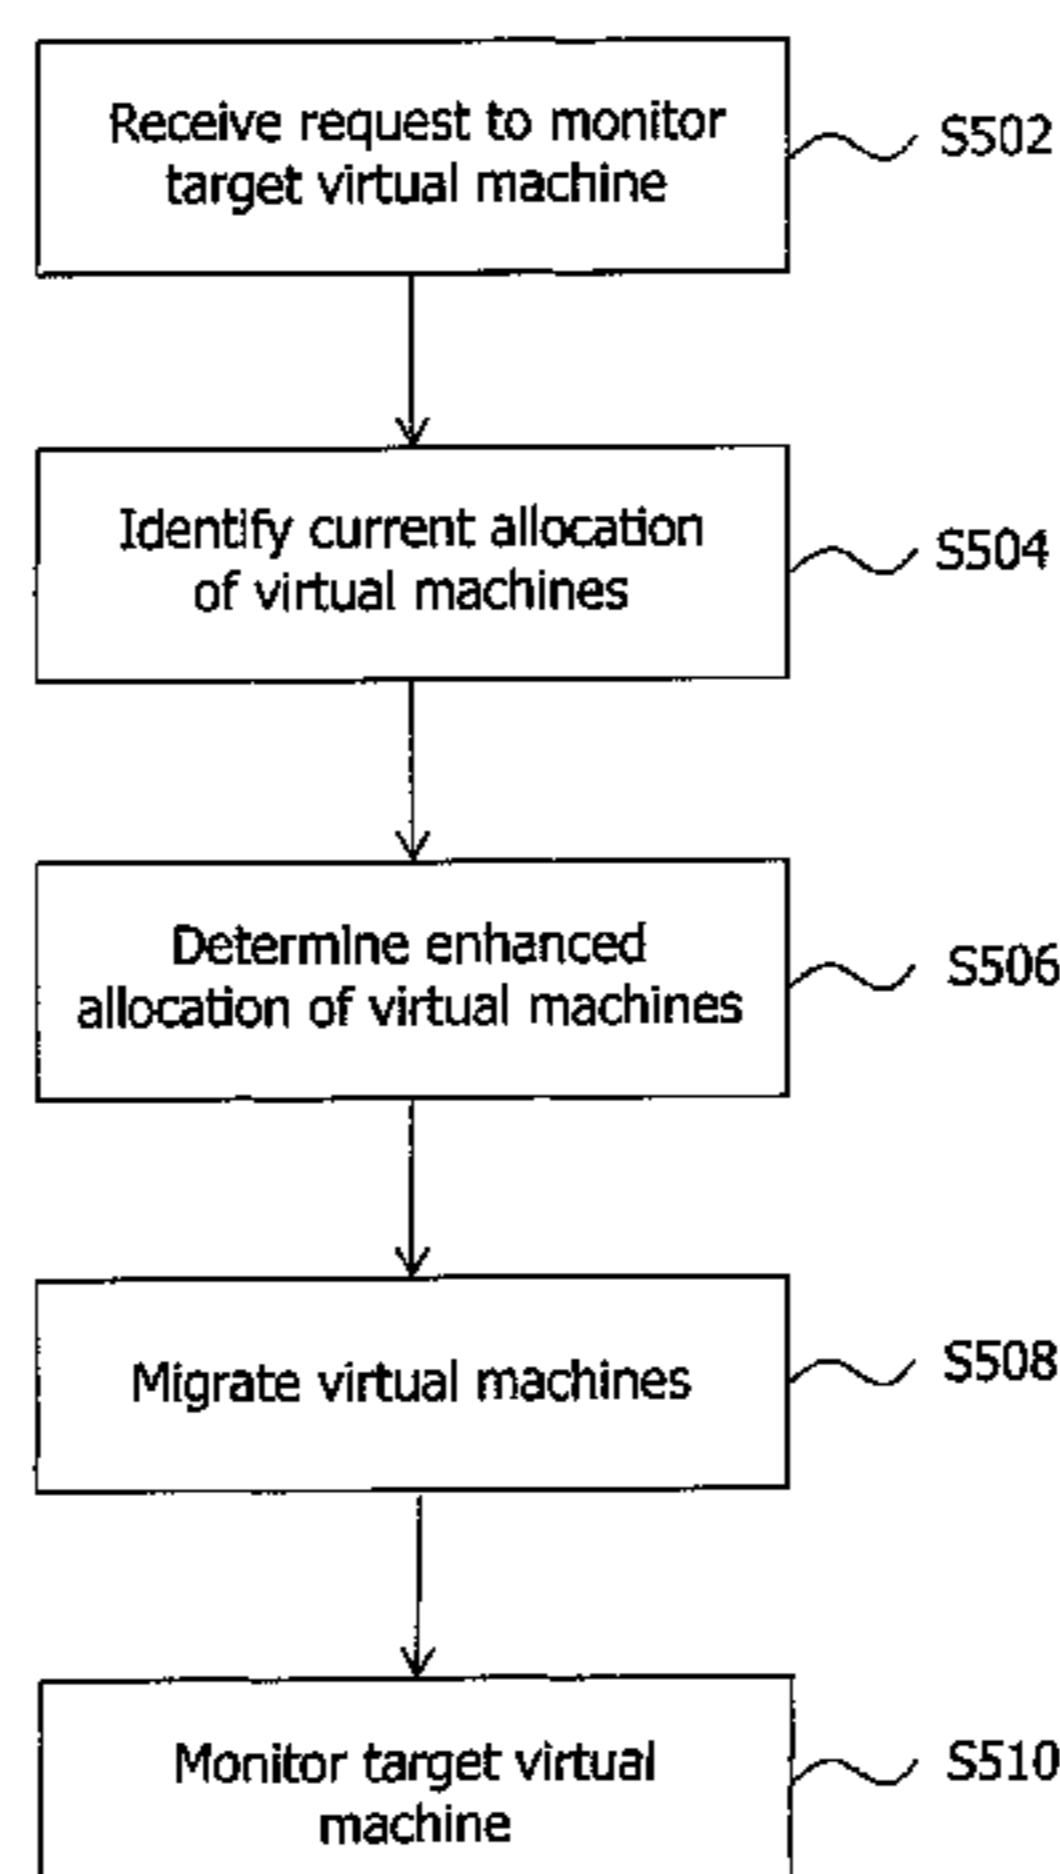 Receive request to monitor
target virtual machine
S502
Identify current allocation
of virtual machines
S504
Determine enhanced
allocation of virtual machines
S506
Migrate virtual machines
S508
Monitor target virtual
machine
S510